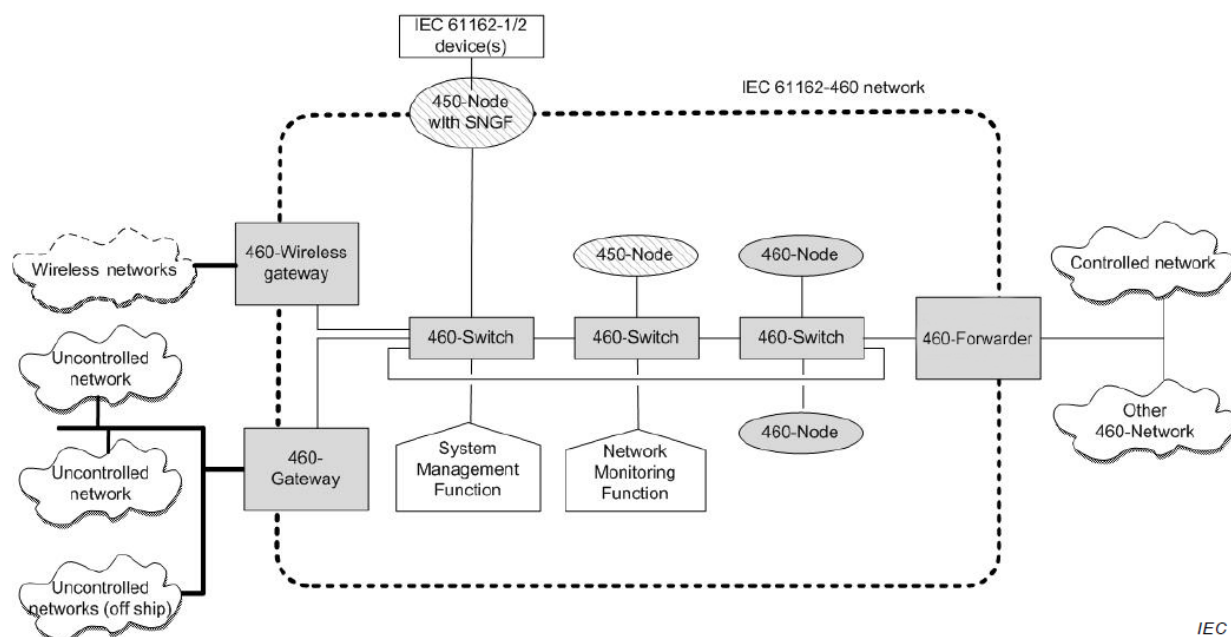 IEC 61162-1/2
device(s)
IEC 61162-460 network
450-Node
with SNGF
460-Wireless
gateway
Wireless networks
450-Node
460-Node
Controlled network
460-Switch
460-Switch
460-Switch
460-Forwarder
Uncontrolled
network
Other
460-Network
460-Node
System
Management
Function
Network
Monitoring
Function
460-
Gateway
Uncontrolled
network
Uncontrolled
networks (off ship)
IEC